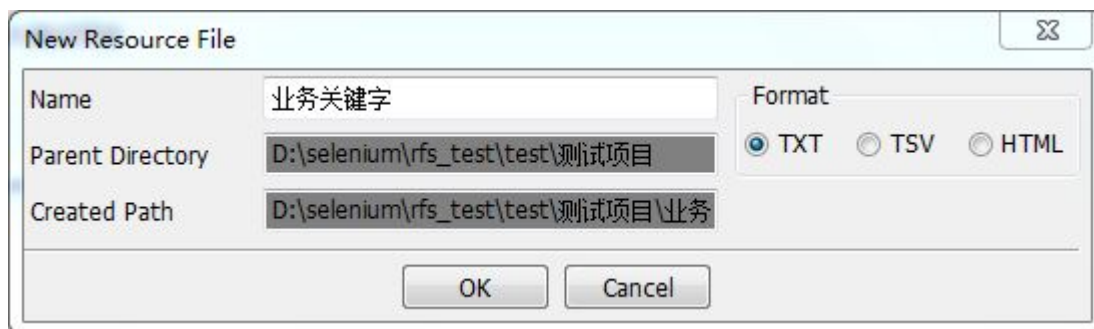 New Resource File
Name 业务关鍵字 Format
Parent Directory D:\selenium\rfs_test\test\测试项目 TXT TSV HTML
Created Path D:\selenium\rfs_test\test\测试项目\业务
OK Cancel